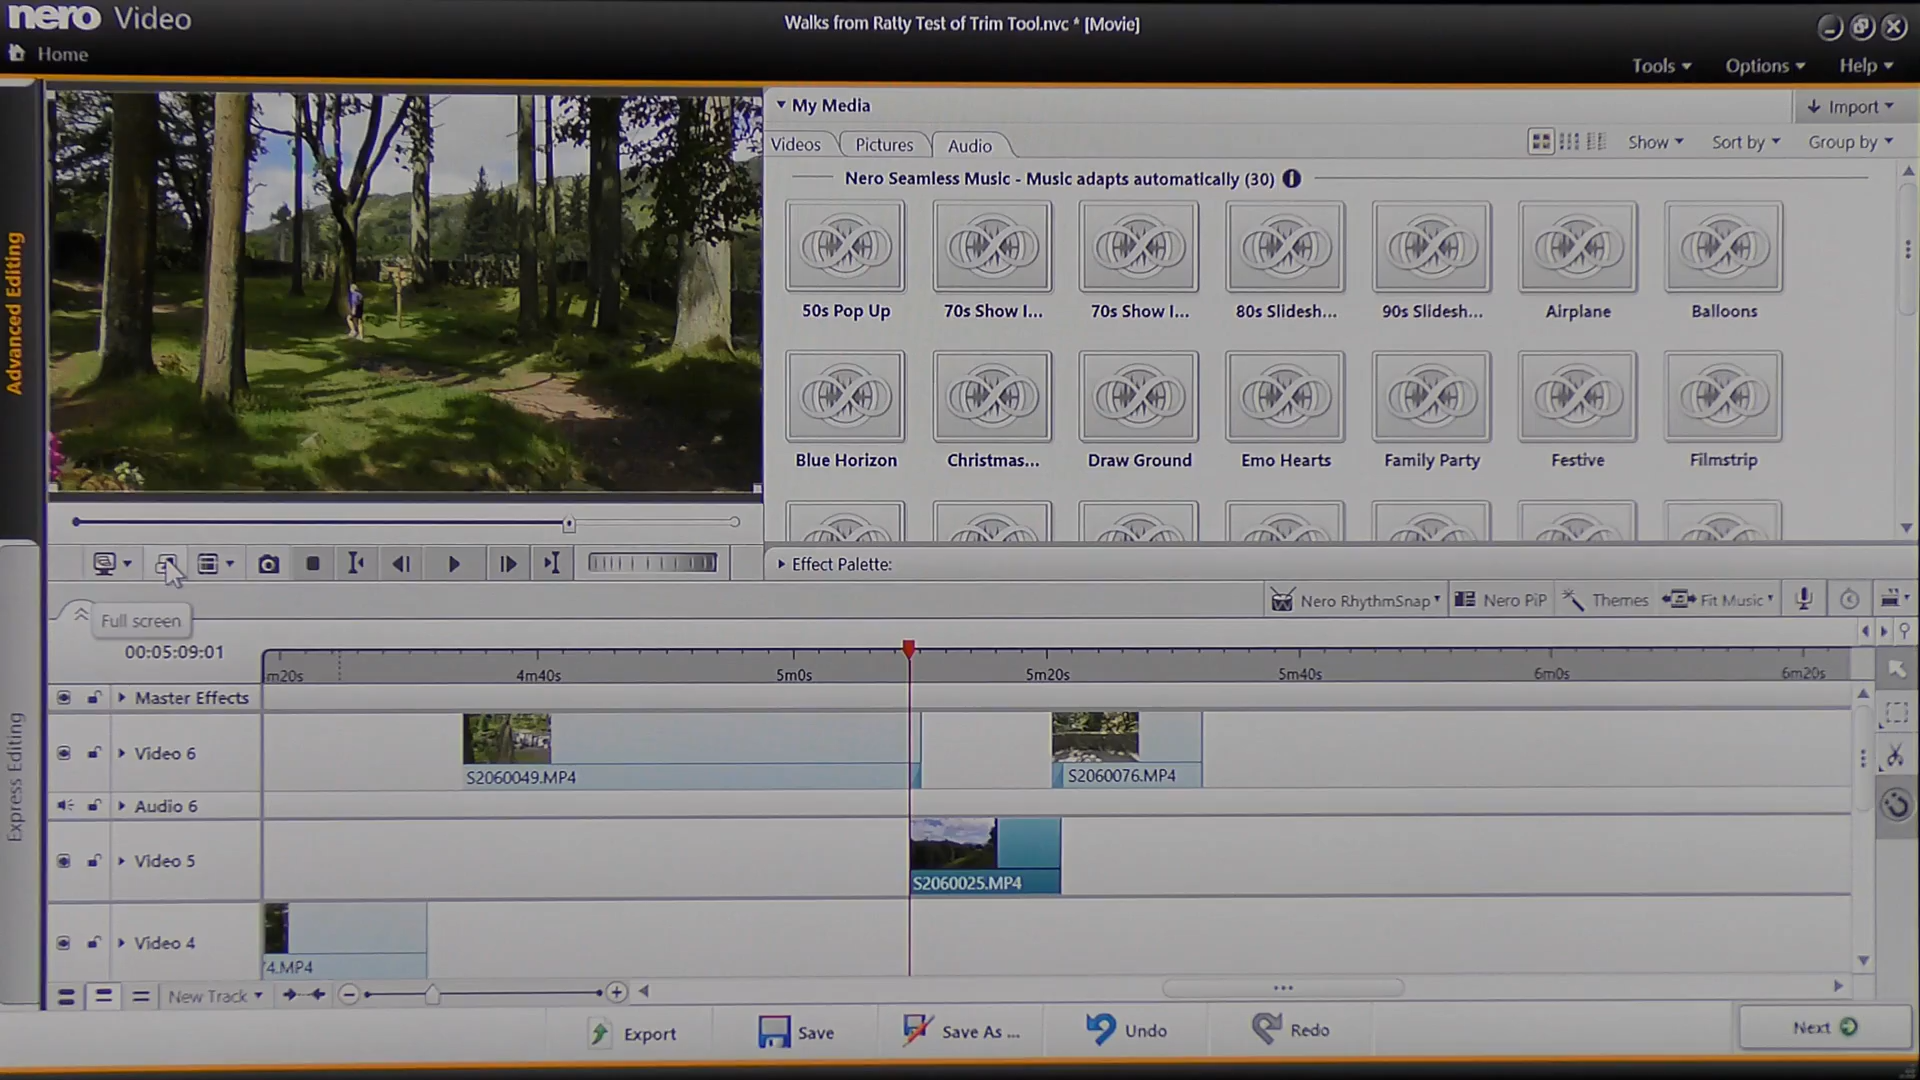 nero Video
Walks from Ratty Test of Trim Tool.nvc * [Movie]
Home
Tools
Options
Help
My Media
Import
Videos
Pictures
Audio
Show
Sort by
Group by
Nero Seamless Music - Music adapts automatically (30)
50s Pop Up
70s Show I...
70s Show I...
80s Slidesh...
90s Slidesh...
Airplane
Balloons
Blue Horizon
Christmas...
Draw Ground
Emo Hearts
Family Party
Festive
Filmstrip
Advanced Editing
Express Editing
Effect Palette:
Full screen
Nero RhythmSnap
Nero PiP
Themes
Fit Music
00:05:09:01
m20s
4m40s
5m0s
5m20s
5m40s
6m0s
6m20s
Master Effects
Video 6
S2060049.MP4
S2060076.MP4
Audio 6
Video 5
S2060025.MP4
Video 4
4.MP4
New Track
Export
Save
Save As ...
Undo
Redo
Next